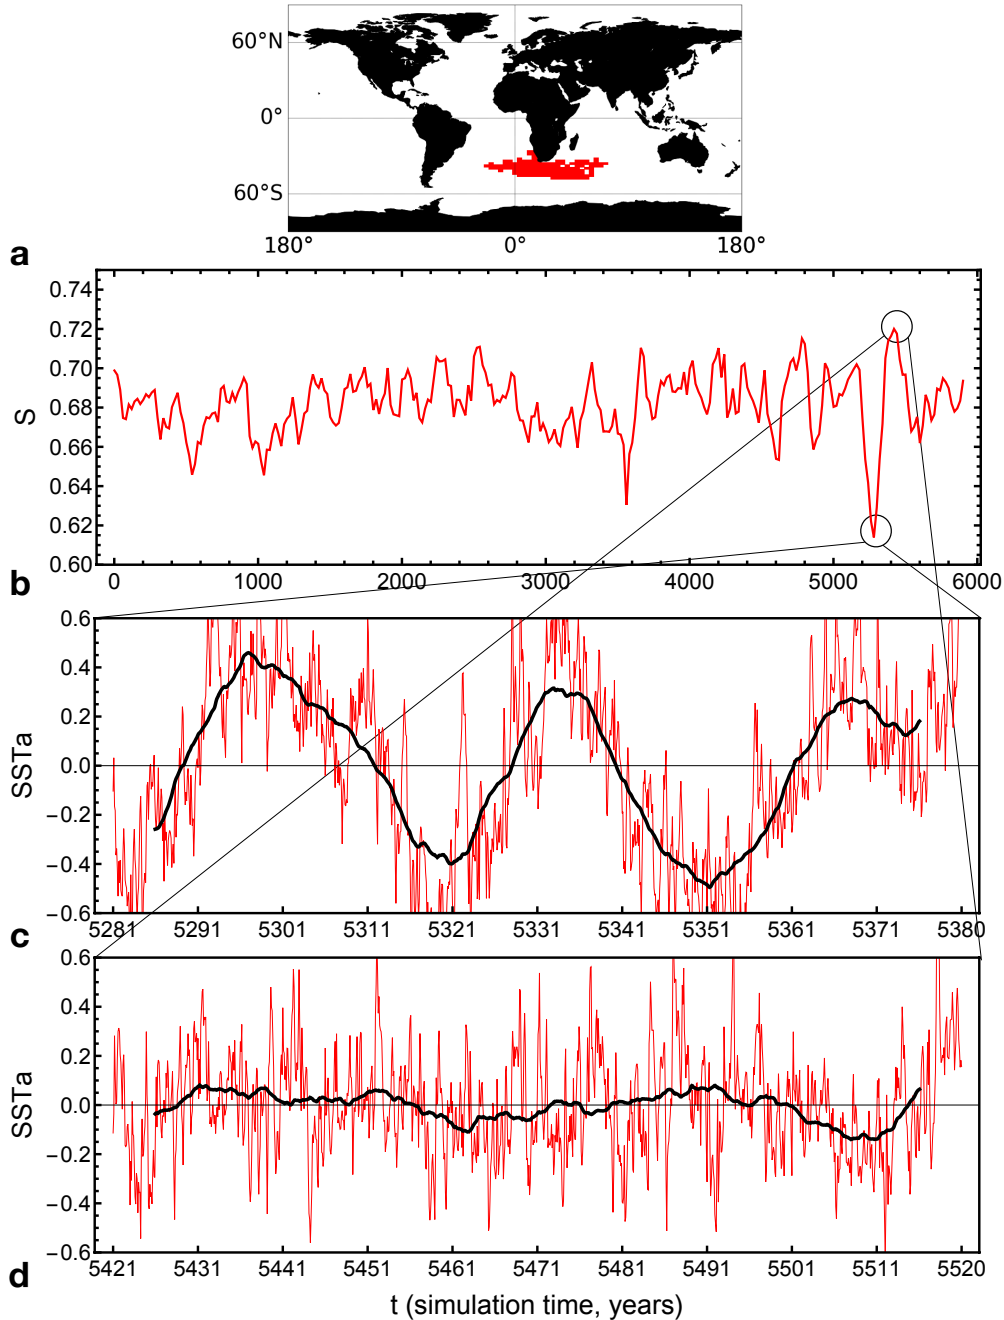 60°N
0°
60°S
180° 0° 180°
a
0.74
0.72
0.70
0.68
0.66
0.64
0.62
0.60
S
0 1000 2000 3000 4000 5000 6000
b
0.6
0.4
0.2
0.0
−0.2
−0.4
−0.6
SSTa
5281 5291 5301 5311 5321 5331 5341 5351 5361 5371 5380
c
0.6
0.4
0.2
0.0
−0.2
−0.4
−0.6
SSTa
5421 5431 5441 5451 5461 5471 5481 5491 5501 5511 5520
d
t (simulation time, years)